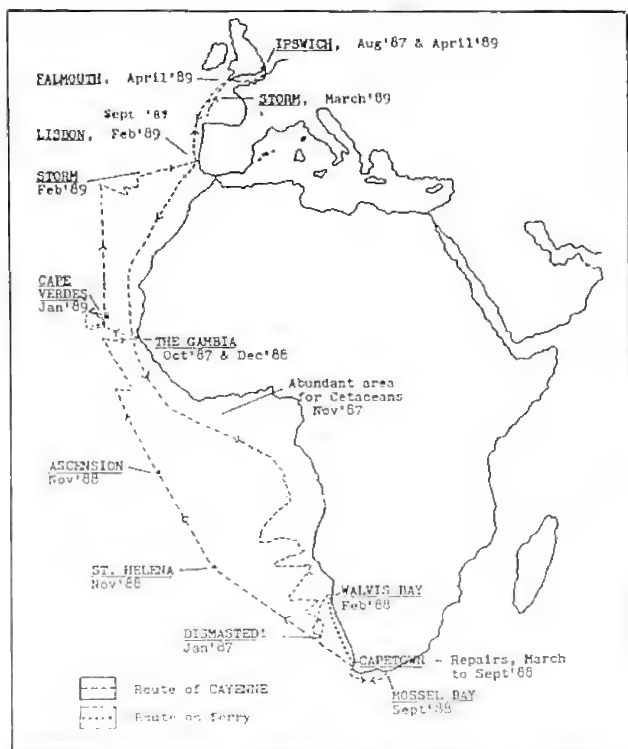 IPSWICH, Aug'87 & April'89
FALMOUTH, April'89
STORM, March'89
Sept '87
LISBON, Feb'89
STORM
Feb'89
CAPE
VERDES
Jan'89
THE GAMBIA
Oct'87 & Dec'88
Abundant area
for Cetaceans
Nov'87
ASCENSION
Nov'88
ST. HELENA
Nov'88
WALVIS BAY
Feb'88
DISMASTED!
Jan'87
CAPETOWN - Repairs, March
to Sept'88
MOSSEL BAY
Sept'88
Route of CAYENNE
Route on ferry